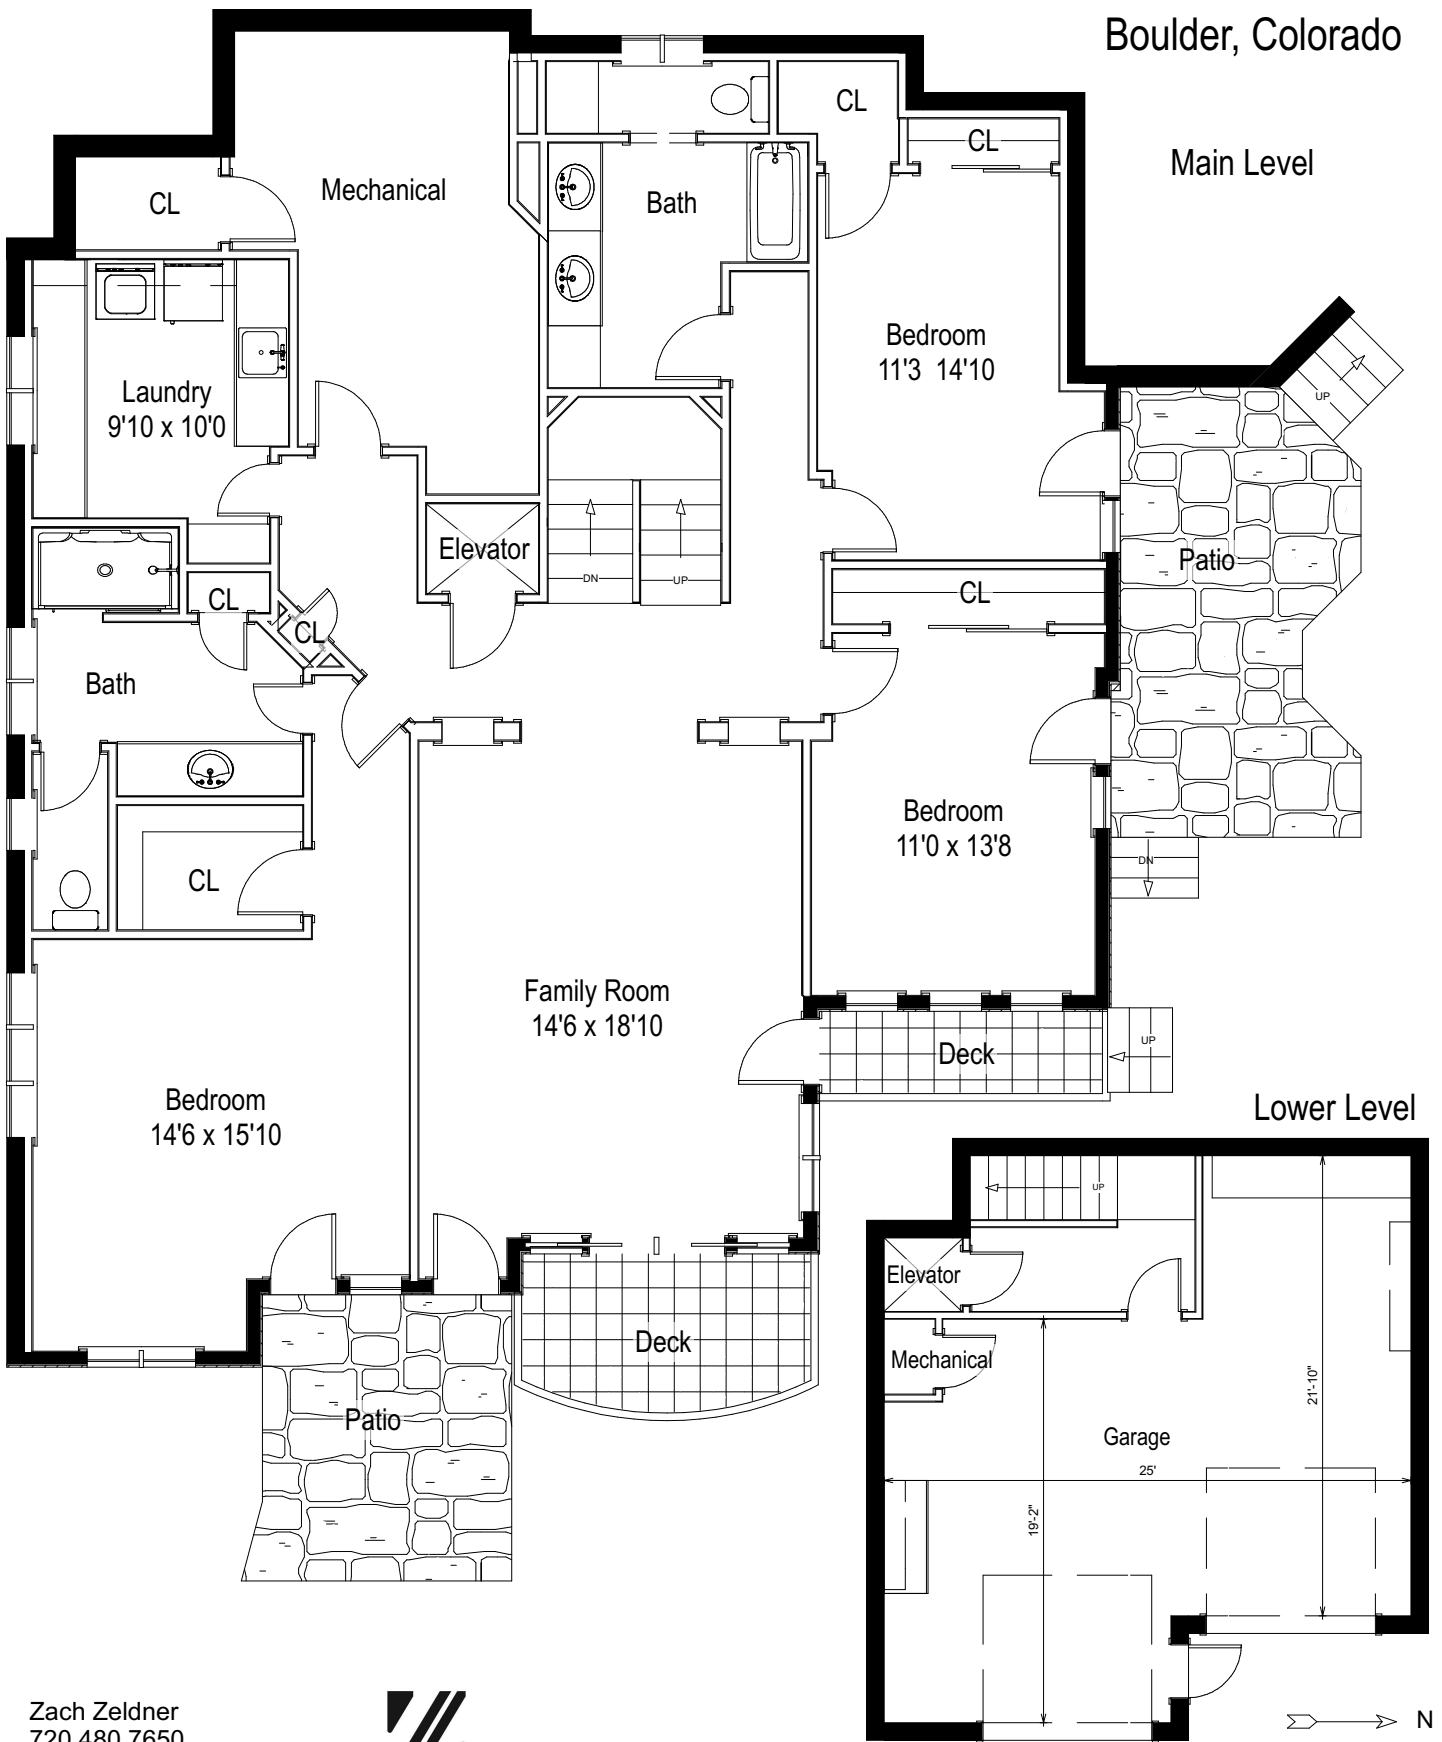 Boulder, Colorado
Main Level
CL
CL
Mechanical
CL
Bath
Bedroom
11'3  14'10
UP
Laundry
9'10 x 10'0
Elevator
DN
UP
Patio
CL
CL
CL
Bath
Bedroom
11'0 x 13'8
DN
CL
Family Room
14'6 x 18'10
Deck
UP
Bedroom
14'6 x 15'10
Lower Level
UP
Elevator
Deck
Mechanical
21'-10"
Patio
Garage
25'
19'-2"
Zach Zeldner
720 480 7650
N